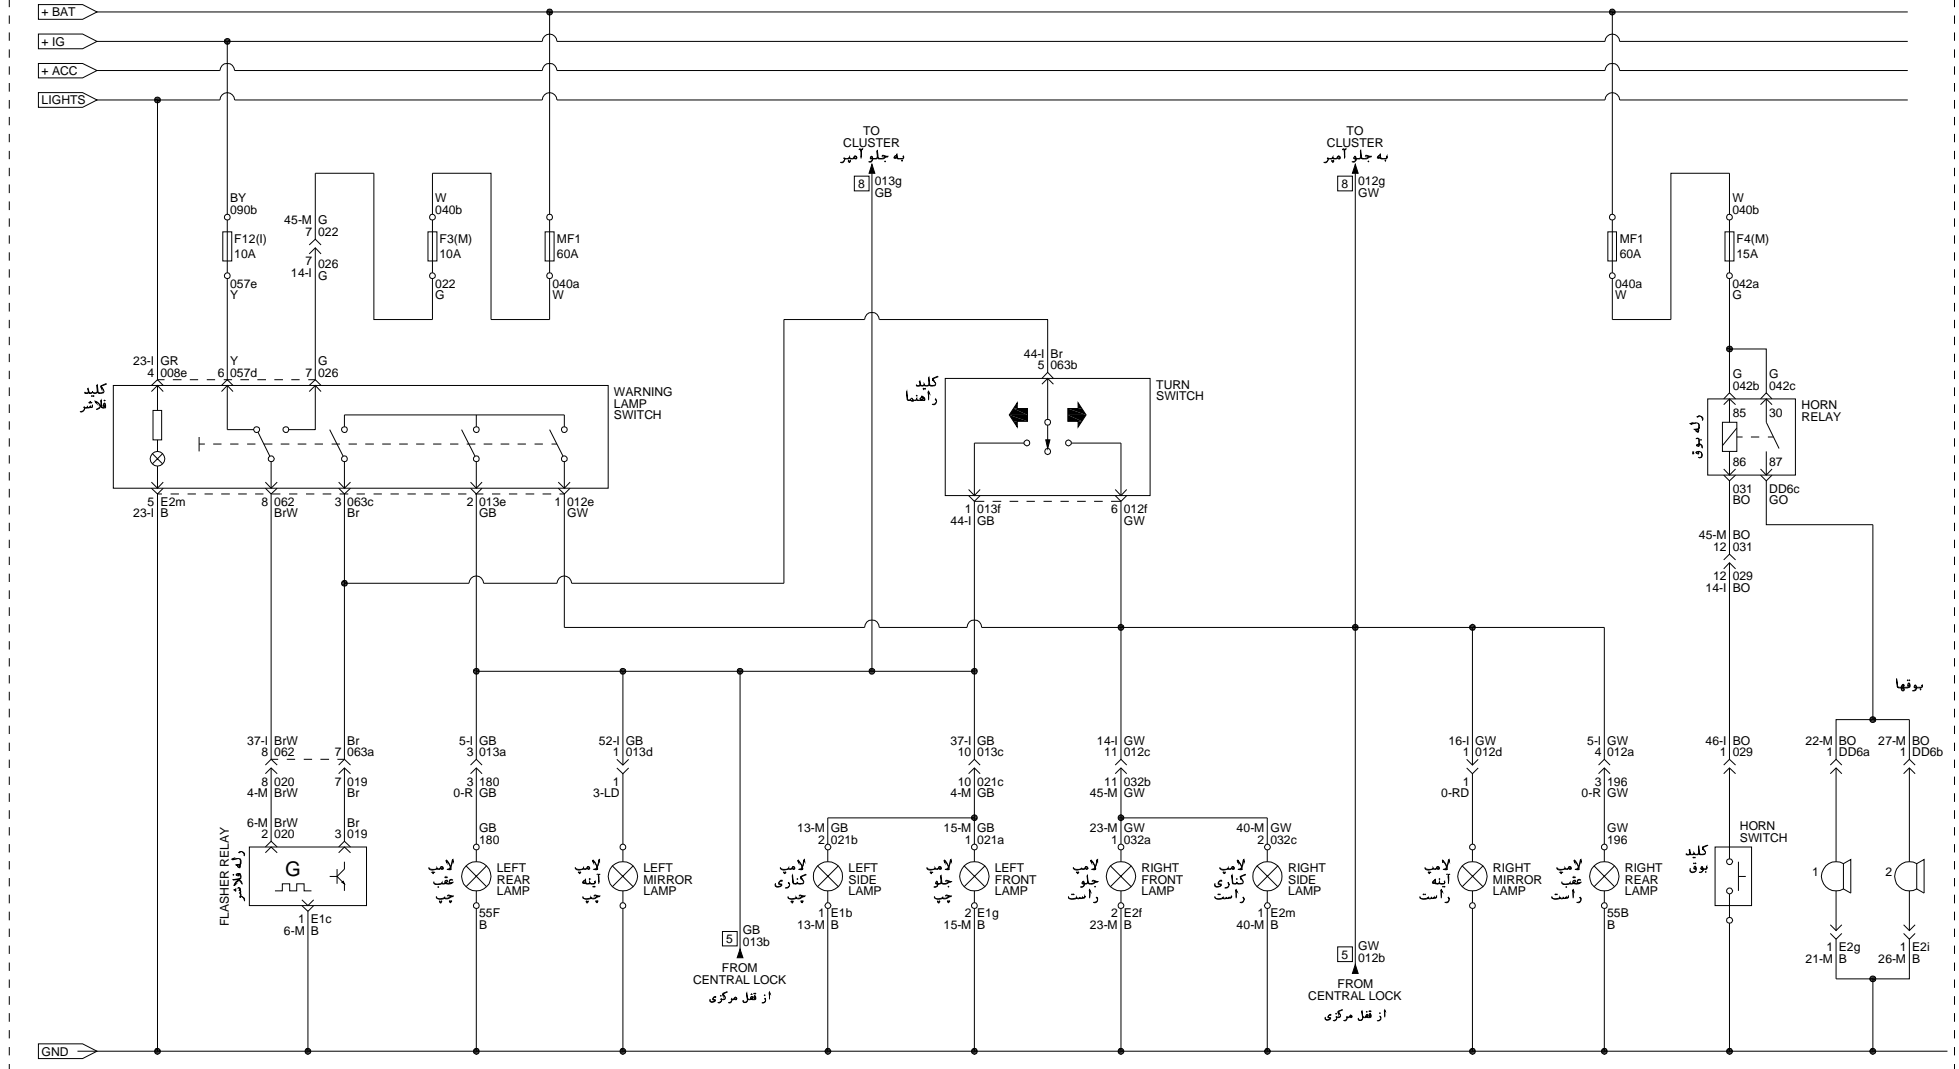 + BAT
+ IG
+ ACC
LIGHTS
TO
CLUSTER
به جلو آمپر
8 013g
GB
TO
CLUSTER
به جلو آمپر
8 012g
GW
BY
090b
F12(I)
10A
057e
Y
45-M G
7 022
7 026
14-I G
W
040b
F3(M)
10A
022
G
MF1
60A
040a
W
MF1
60A
040a
W
W
040b
F4(M)
15A
042a
G
23-I GR
4 008e
Y
6 057d
G
7 026
کلید
فلاشر
WARNING
LAMP
SWITCH
5 E2m
23-I B
8 062
BrW
3 063c
Br
2 013e
GB
1 012e
GW
44-I Br
5 063b
کلید
راهنما
TURN
SWITCH
1 013f
44-I GB
6 012f
GW
G
042b
G
042c
85
30
86
87
HORN
RELAY
رله بوق
031
BO
DD6c
GO
45-M BO
12 031
12 029
14-I BO
بوقها
37-I BrW
8 062
Br
7 063a
8 020
4-M BrW
7 019
Br
6-M BrW
2 020
Br
3 019
FLASHER RELAY
رله فلاشر
G
1 E1c
6-M B
5-I GB
3 013a
3 180
0-R GB
GB
180
لامپ
عقب
چپ
LEFT
REAR
LAMP
55F
B
52-I GB
1 013d
1
3-LD
لامپ
آینه
چپ
LEFT
MIRROR
LAMP
5 GB
013b
FROM
CENTRAL LOCK
از قفل مرکزی
13-M GB
2 021b
لامپ
کناری
چپ
LEFT
SIDE
LAMP
1 E1b
13-M B
37-I GB
10 013c
10 021c
4-M GB
15-M GB
1 021a
لامپ
جلو
چپ
LEFT
FRONT
LAMP
2 E1g
15-M B
14-I GW
11 012c
11 032b
45-M GW
23-M GW
1 032a
لامپ
جلو
راست
RIGHT
FRONT
LAMP
2 E2f
23-M B
40-M GW
2 032c
لامپ
کناری
راست
RIGHT
SIDE
LAMP
1 E2m
40-M B
5 GW
012b
FROM
CENTRAL LOCK
از قفل مرکزی
16-I GW
1 012d
1
0-RD
لامپ
آینه
راست
RIGHT
MIRROR
LAMP
5-I GW
4 012a
3 196
0-R GW
GW
196
لامپ
عقب
راست
RIGHT
REAR
LAMP
55B
B
46-I BO
1 029
HORN
SWITCH
کلید
بوق
22-M BO
1 DD6a
27-M BO
1 DD6b
1
2
1 E2g
21-M B
1 E2i
26-M B
GND